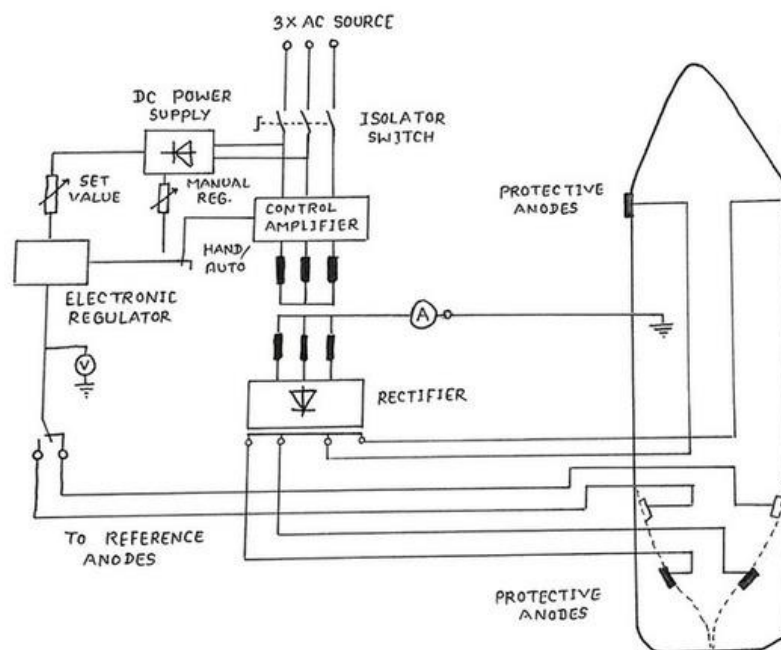 3X AC SOURCE
DC POWER
SUPPLY
ISOLATOR
SWITCH
SET
VALUE
MANUAL
REG.
CONTROL
AMPLIFIER
HAND/
AUTO
ELECTRONIC
REGULATOR
V
A
RECTIFIER
PROTECTIVE
ANODES
TO REFERENCE
ANODES
PROTECTIVE
ANODES